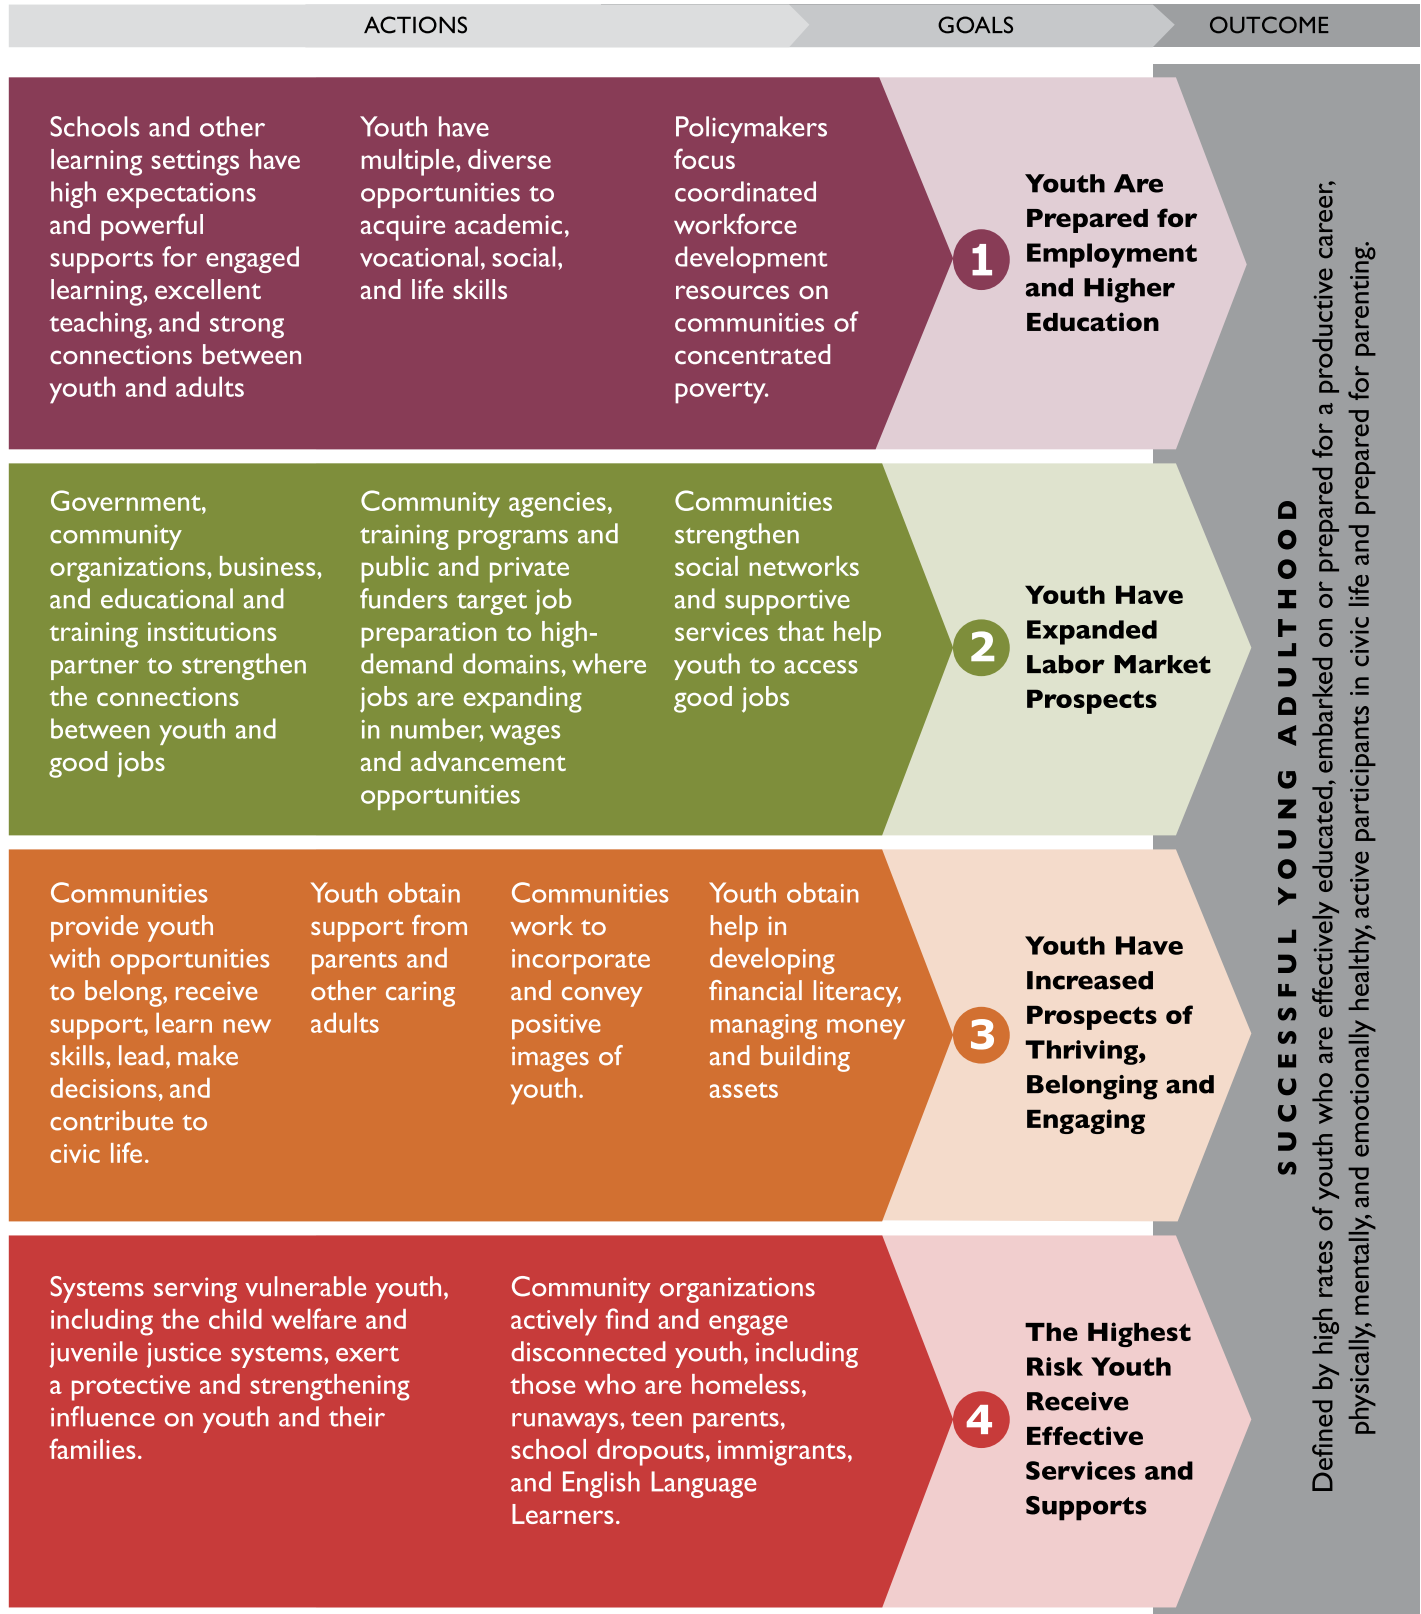 ACTIONS
GOALS
OUTCOME
Schools and other
learning settings have
high expectations
and powerful
supports for engaged
learning, excellent
teaching, and strong
connections between
youth and adults
Youth have
multiple, diverse
opportunities to
acquire academic,
vocational, social,
and life skills
Policymakers
focus
coordinated
workforce
development
resources on
communities of
concentrated
poverty.
1
Youth Are
Prepared for
Employment
and Higher
Education
Government,
community
organizations, business,
and educational and
training institutions
partner to strengthen
the connections
between youth and
good jobs
Community agencies,
training programs and
public and private
funders target job
preparation to high-
demand domains, where
jobs are expanding
in number, wages
and advancement
opportunities
Communities
strengthen
social networks
and supportive
services that help
youth to access
good jobs
2
Youth Have
Expanded
Labor Market
Prospects
Communities
provide youth
with opportunities
to belong, receive
support, learn new
skills, lead, make
decisions, and
contribute to
civic life.
Youth obtain
support from
parents and
other caring
adults
Communities
work to
incorporate
and convey
positive
images of
youth.
Youth obtain
help in
developing
financial literacy,
managing money
and building
assets
3
Youth Have
Increased
Prospects of
Thriving,
Belonging and
Engaging
Systems serving vulnerable youth,
including the child welfare and
juvenile justice systems, exert
a protective and strengthening
influence on youth and their
families.
Community organizations
actively find and engage
disconnected youth, including
those who are homeless,
runaways, teen parents,
school dropouts, immigrants,
and English Language
Learners.
4
The Highest
Risk Youth
Receive
Effective
Services and
Supports
SUCCESSFUL YOUNG ADULTHOOD
Defined by high rates of youth who are effectively educated, embarked on or prepared for a productive career,
physically, mentally, and emotionally healthy, active participants in civic life and prepared for parenting.